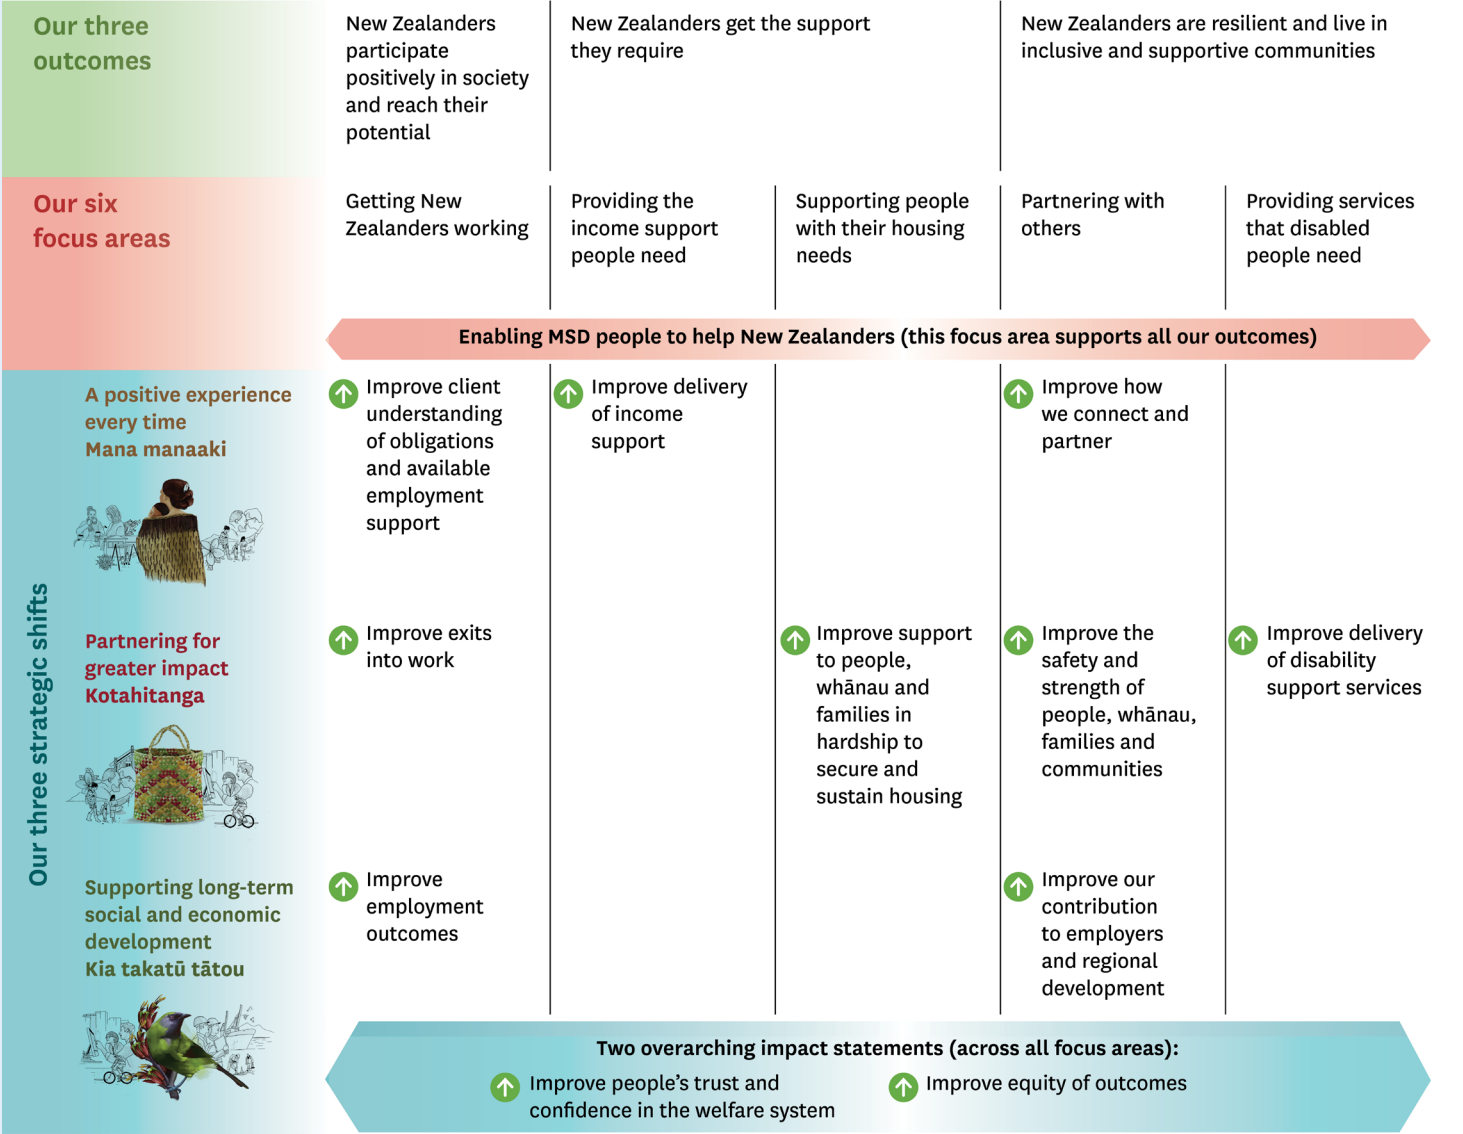 Our three
outcomes
New Zealanders
participate
positively in society
and reach their
potential
New Zealanders get the support
they require
New Zealanders are resilient and live in
inclusive and supportive communities
Our six
focus areas
Getting New
Zealanders working
Providing the
income support
people need
Supporting people
with their housing
needs
Partnering with
others
Providing services
that disabled
people need
Enabling MSD people to help New Zealanders (this focus area supports all our outcomes)
Our three strategic shifts
A positive experience
every time
Mana manaaki
Improve client
understanding
of obligations
and available
employment
support
Improve delivery
of income
support
Improve how
we connect and
partner
Partnering for
greater impact
Kotahitanga
Improve exits
into work
Improve support
to people,
whānau and
families in
hardship to
secure and
sustain housing
Improve the
safety and
strength of
people, whānau,
families and
communities
Improve delivery
of disability
support services
Supporting long-term
social and economic
development
Kia takatū tātou
Improve
employment
outcomes
Improve our
contribution
to employers
and regional
development
Two overarching impact statements (across all focus areas):
Improve people’s trust and
confidence in the welfare system
Improve equity of outcomes